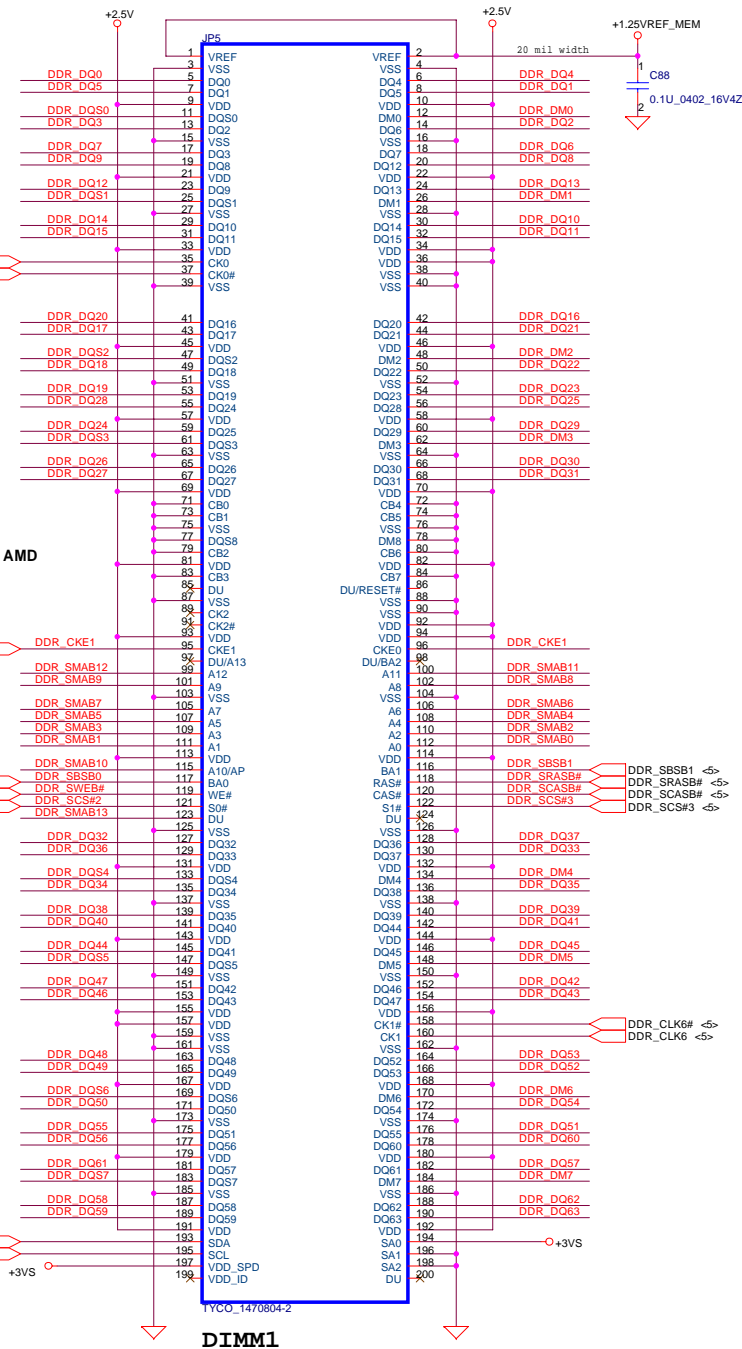 +2.5V +2.5V
+1.25VREF_MEM
JP5
1 VREF VREF 2 20 mil width
3 VSS VSS 4 1 C88
DDR_DQ0 5 DQ0 DQ4 6 DDR_DQ4
DDR_DQ5 7 DQ1 DQ5 8 DDR_DQ1
9 VDD VDD 10 0.1U_0402_16V4Z
DDR_DQS0 11 DQS0 DM0 12 DDR_DM0 2
DDR_DQ3 13 DQ2 DQ6 14 DDR_DQ2
15 VSS VSS 16
DDR_DQ7 17 DQ3 DQ7 18 DDR_DQ6
DDR_DQ9 19 DQ8 DQ12 20 DDR_DQ8
21 VDD VDD 22
DDR_DQ12 23 DQ9 DQ13 24 DDR_DQ13
DDR_DQS1 25 DQS1 DM1 26 DDR_DM1
27 VSS VSS 28
DDR_DQ14 29 DQ10 DQ14 30 DDR_DQ10
DDR_DQ15 31 DQ11 DQ15 32 DDR_DQ11
33 VDD VDD 34
35 CK0 VDD 36
37 CK0# VSS 38
39 VSS VSS 40
DDR_DQ20 41 DQ16 DQ20 42 DDR_DQ16
DDR_DQ17 43 DQ17 DQ21 44 DDR_DQ21
45 VDD VDD 46
DDR_DQS2 47 DQS2 DM2 48 DDR_DM2
DDR_DQ18 49 DQ18 DQ22 50 DDR_DQ22
51 VSS VSS 52
DDR_DQ19 53 DQ19 DQ23 54 DDR_DQ23
DDR_DQ28 55 DQ24 DQ28 56 DDR_DQ25
57 VDD VDD 58
DDR_DQ24 59 DQ25 DQ29 60 DDR_DQ29
DDR_DQS3 61 DQS3 DM3 62 DDR_DM3
63 VSS VSS 64
DDR_DQ26 65 DQ26 DQ30 66 DDR_DQ30
DDR_DQ27 67 DQ27 DQ31 68 DDR_DQ31
69 VDD VDD 70
71 CB0 CB4 72
73 CB1 CB5 74
75 VSS VSS 76
77 DQS8 DM8 78
AMD 79 CB2 CB6 80
81 VDD VDD 82
83 CB3 CB7 84
85 DU DU/RESET# 86
87 VSS VSS 88
89 CK2 VSS 90
91 CK2# VDD 92
93 VDD VDD 94
DDR_CKE1 95 CKE1 CKE0 96 DDR_CKE1
97 DU/A13 DU/BA2 98
DDR_SMAB12 99 A12 A11 100 DDR_SMAB11
DDR_SMAB9 101 A9 A8 102 DDR_SMAB8
103 VSS VSS 104
DDR_SMAB7 105 A7 A6 106 DDR_SMAB6
DDR_SMAB5 107 A5 A4 108 DDR_SMAB4
DDR_SMAB3 109 A3 A2 110 DDR_SMAB2
DDR_SMAB1 111 A1 A0 112 DDR_SMAB0
113 VDD VDD 114
DDR_SMAB10 115 A10/AP BA1 116 DDR_SBSB1 DDR_SBSB1 <5>
DDR_SBSB0 117 BA0 RAS# 118 DDR_SRASB# DDR_SRASB# <5>
DDR_SWEB# 119 WE# CAS# 120 DDR_SCASB# DDR_SCASB# <5>
DDR_SCS#2 121 S0# S1# 122 DDR_SCS#3 DDR_SCS#3 <5>
DDR_SMAB13 123 DU DU 124
125 VSS VSS 126
DDR_DQ32 127 DQ32 DQ36 128 DDR_DQ37
DDR_DQ36 129 DQ33 DQ37 130 DDR_DQ33
131 VDD VDD 132
DDR_DQS4 133 DQS4 DM4 134 DDR_DM4
DDR_DQ34 135 DQ34 DQ38 136 DDR_DQ35
137 VSS VSS 138
DDR_DQ38 139 DQ35 DQ39 140 DDR_DQ39
DDR_DQ40 141 DQ40 DQ44 142 DDR_DQ41
143 VDD VDD 144
DDR_DQ44 145 DQ41 DQ45 146 DDR_DQ45
DDR_DQS5 147 DQS5 DM5 148 DDR_DM5
149 VSS VSS 150
DDR_DQ47 151 DQ42 DQ46 152 DDR_DQ42
DDR_DQ46 153 DQ43 DQ47 154 DDR_DQ43
155 VDD VDD 156
157 VDD CK1# 158 DDR_CLK6# <5>
159 VSS CK1 160 DDR_CLK6 <5>
161 VSS VSS 162
DDR_DQ48 163 DQ48 DQ52 164 DDR_DQ53
DDR_DQ49 165 DQ49 DQ53 166 DDR_DQ52
167 VDD VDD 168
DDR_DQS6 169 DQS6 DM6 170 DDR_DM6
DDR_DQ50 171 DQ50 DQ54 172 DDR_DQ54
173 VSS VSS 174
DDR_DQ55 175 DQ51 DQ55 176 DDR_DQ51
DDR_DQ56 177 DQ56 DQ60 178 DDR_DQ60
179 VDD VDD 180
DDR_DQ61 181 DQ57 DQ61 182 DDR_DQ57
DDR_DQS7 183 DQS7 DM7 184 DDR_DM7
185 VSS VSS 186
DDR_DQ58 187 DQ58 DQ62 188 DDR_DQ62
DDR_DQ59 189 DQ59 DQ63 190 DDR_DQ63
191 VDD VDD 192
193 SDA SA0 194 +3VS
195 SCL SA1 196
+3VS 197 VDD_SPD SA2 198
199 VDD_ID DU 200
TYCO_1470804-2
DIMM1